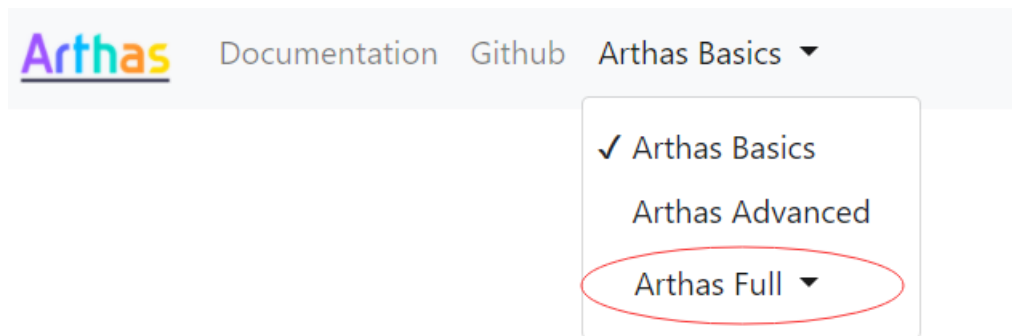 Arthas Documentation Github Arthas Basics
✓ Arthas Basics
Arthas Advanced
Arthas Full